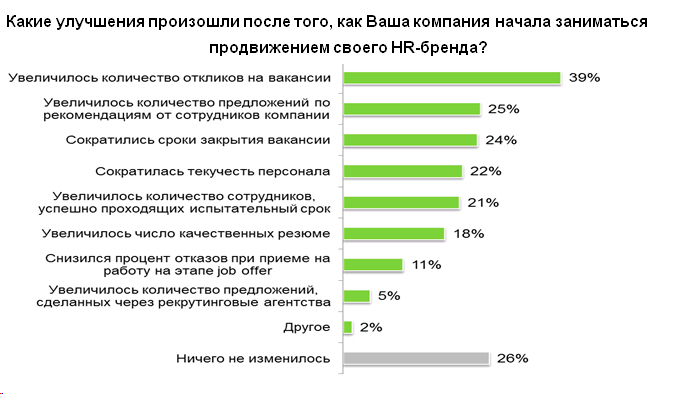 Какие улучшения произошли после того, как Ваша компания начала заниматься
продвижением своего HR-бренда?
Увеличилось количество откликов на вакансии 39%
Увеличилось количество предложений по
рекомендациям от сотрудников компании 25%
Сократились сроки закрытия вакансии 24%
Сократилась текучесть персонала 22%
Увеличилось количество сотрудников,
успешно проходящих испытательный срок 21%
Увеличилось число качественных резюме 18%
Снизился процент отказов при приеме на
работу на этапе job offer 11%
Увеличилось количество предложений,
сделанных через рекрутинговые агентства 5%
Другое 2%
Ничего не изменилось 26%